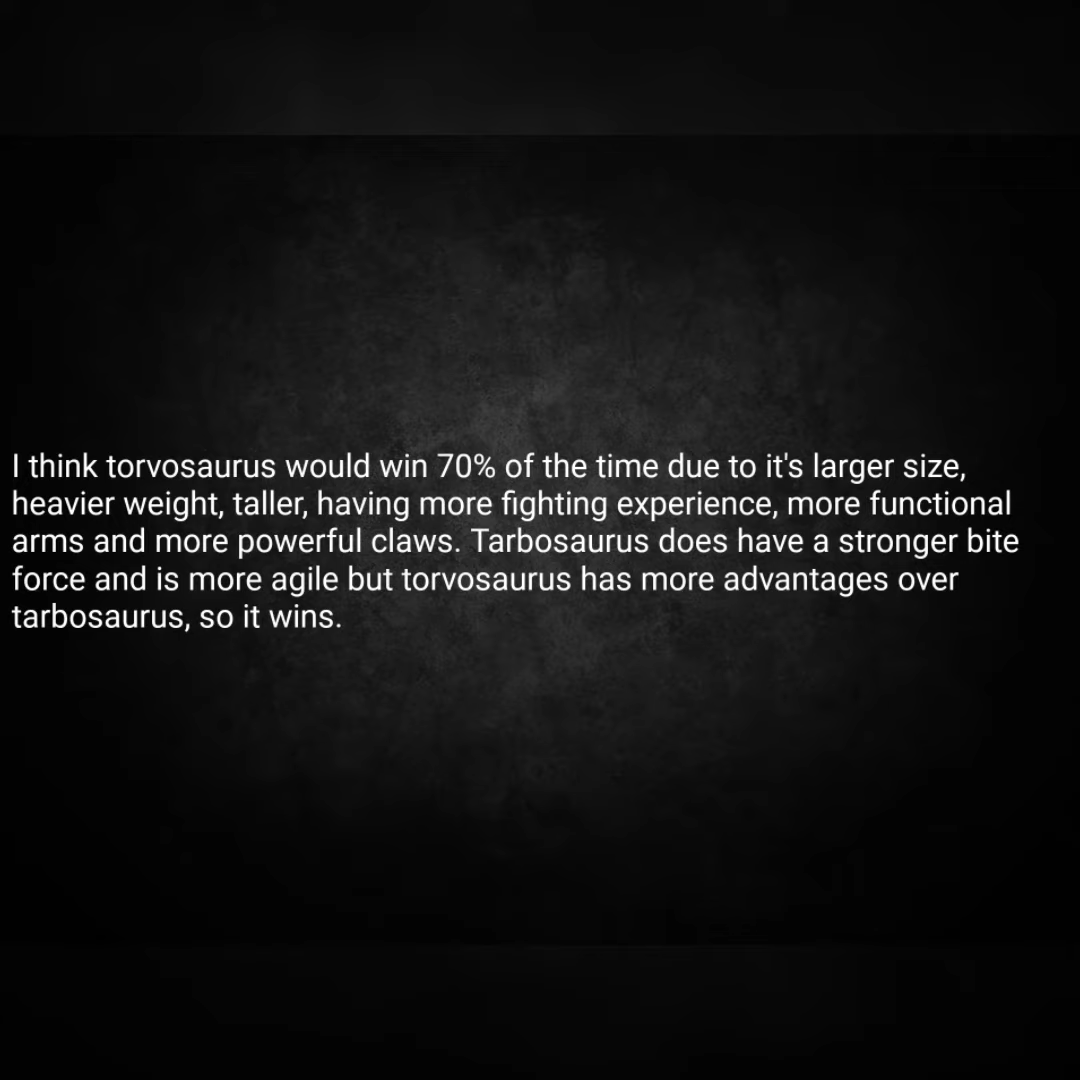 I think torvosaurus would win 70% of the time due to it's larger size,
heavier weight, taller, having more fighting experience, more functional
arms and more powerful claws. Tarbosaurus does have a stronger bite
force and is more agile but torvosaurus has more advantages over
tarbosaurus, so it wins.